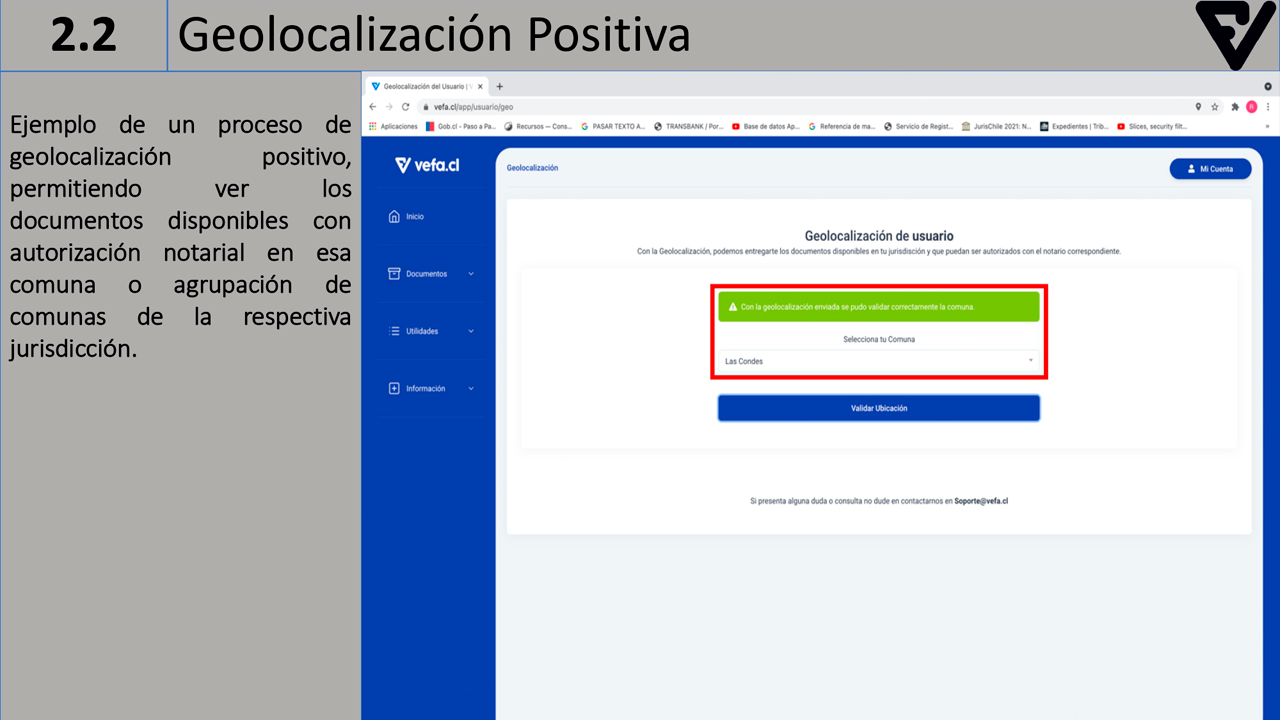 2.2
Geolocalización Positiva
Ejemplo de un proceso de
geolocalización positivo,
permitiendo ver los
documentos disponibles con
autorización notarial en esa
comuna o agrupación de
comunas de la respectiva
jurisdicción.
Geolocalización del Usuario |
vefa.cl/app/usuario/geo
R
Aplicaciones
Gob.cl - Paso a Pa...
Recursos — Cons...
PASAR TEXTO A...
TRANSBANK / Por...
Base de datos Ap...
Referencia de ma...
Servicio de Regist...
JurisChile 2021: N...
Expedientes | Trib...
Slices, security filt...
»
vefa.cl
Geolocalización
Mi Cuenta
Inicio
Documentos
Utilidades
Información
Geolocalización de usuario
Con la Geolocalización, podemos entregarte los documentos disponibles en tu jurisdición y que puedan ser autorizados con el notario correspondiente.
Con la geolocalización enviada se pudo validar correctamente la comuna.
Selecciona tu Comuna
Las Condes
Validar Ubicación
Si presenta alguna duda o consulta no dude en contactarnos en Soporte@vefa.cl